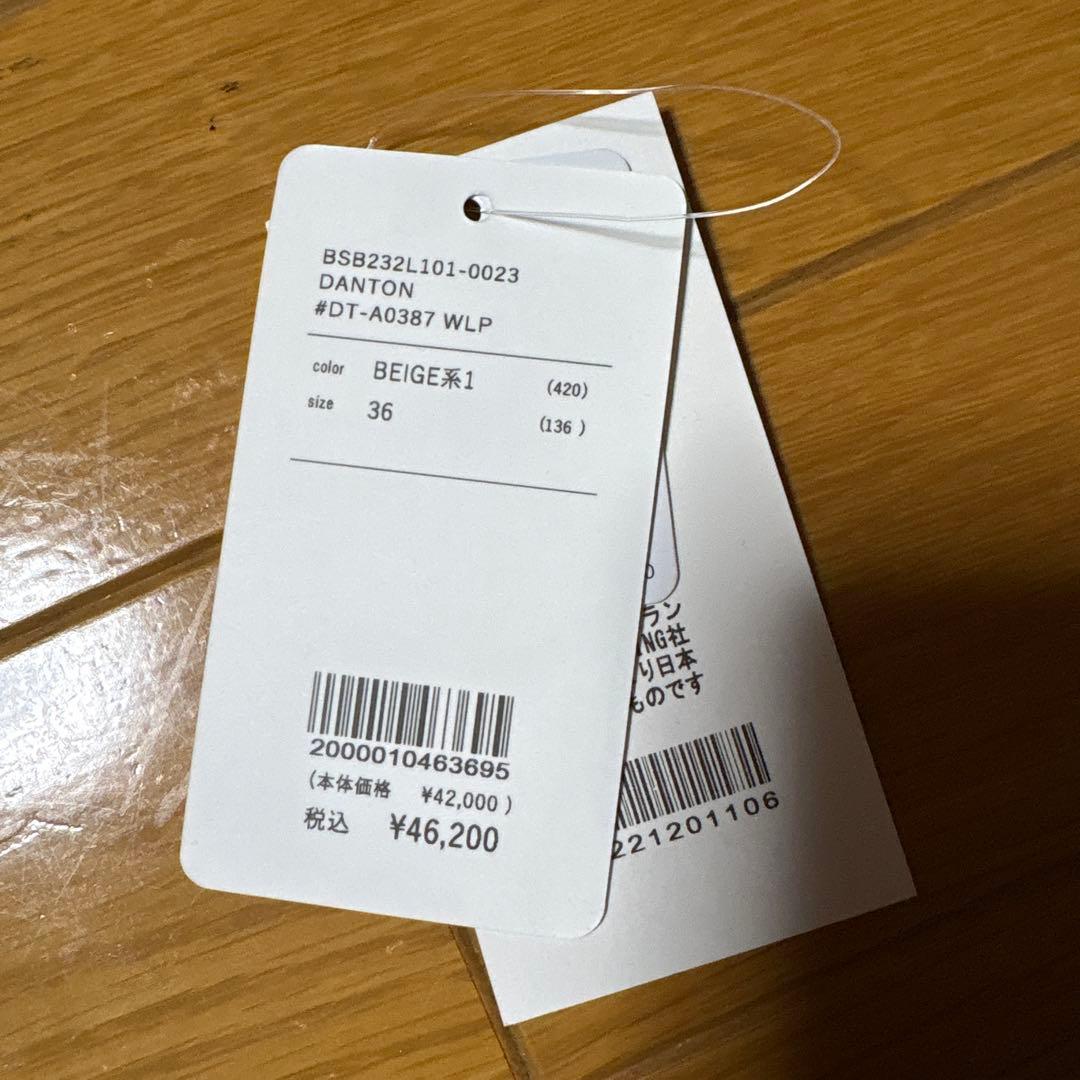 BSB232L101-0023
DANTON
#DT-A0387 WLP
color BEIGE系1 (420)
size 36 (136 )
2000010463695
(本体価格 ¥42,000 )
税込 ¥46,200
ラン
NG社
り日本
ものです
221201106